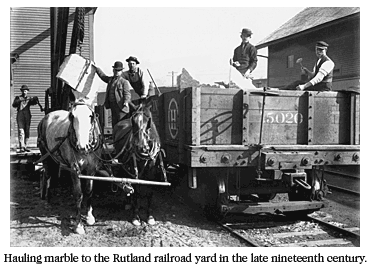 5020
Hauling marble to the Rutland railroad yard in the late nineteenth century.